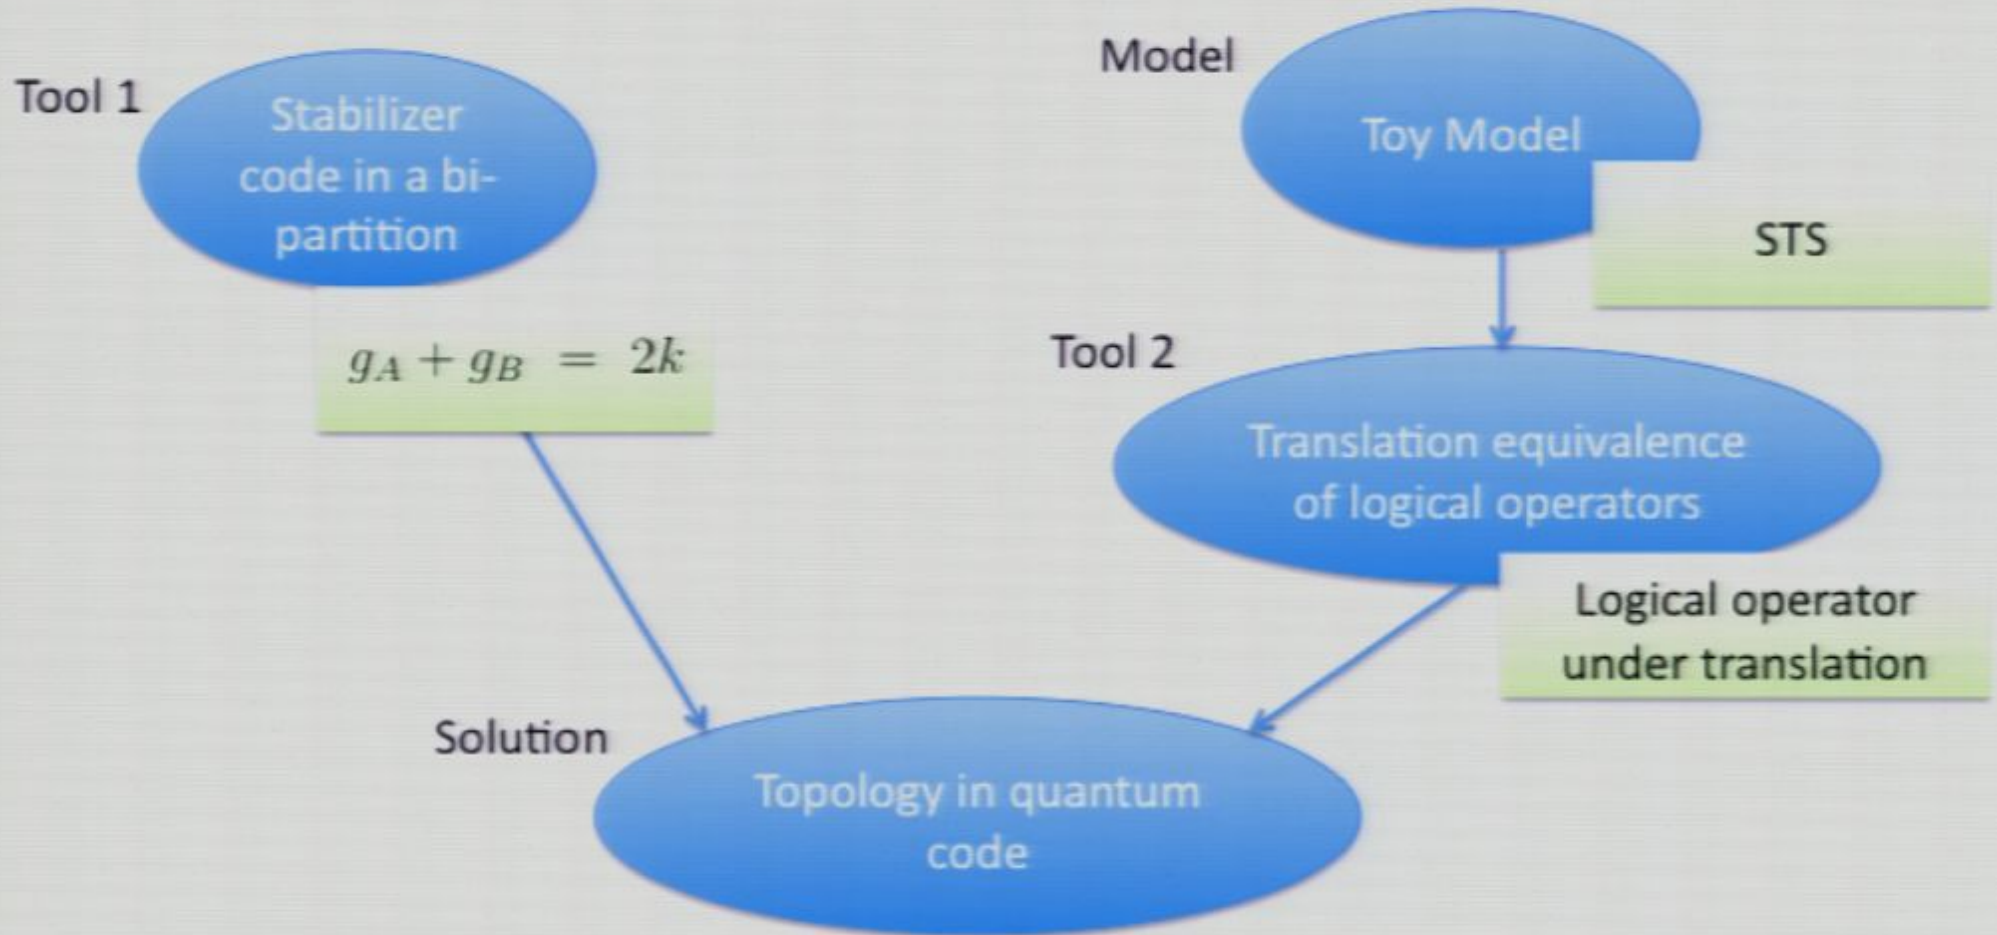 Tool 1
Stabilizer
code in a bi-
partition
g_A + g_B = 2k
Model
Toy Model
STS
Tool 2
Translation equivalence
of logical operators
Logical operator
under translation
Solution
Topology in quantum
code